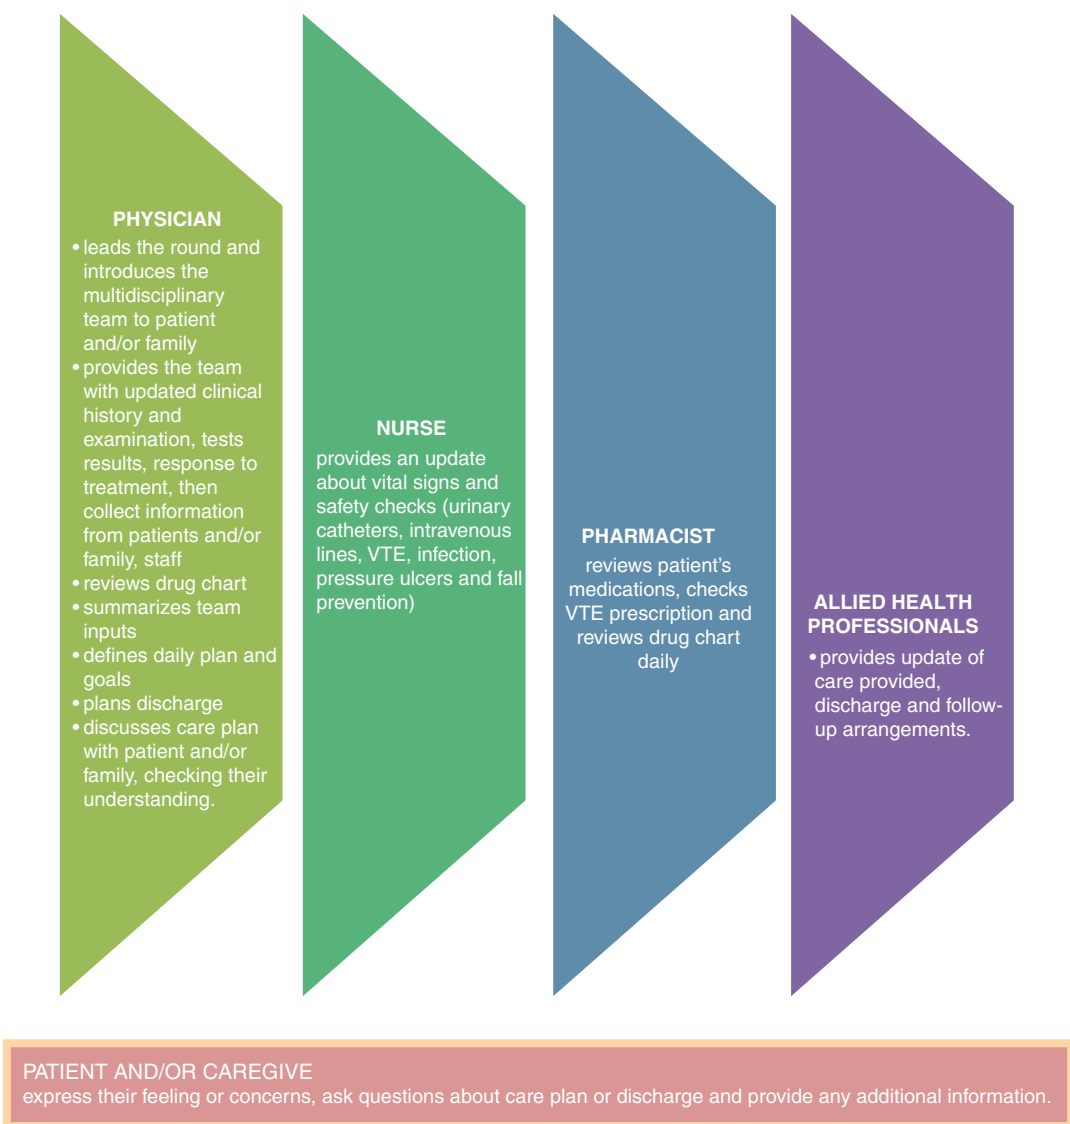 PHYSICIAN
• leads the round and
introduces the
multidisciplinary
team to patient
and/or family
• provides the team
with updated clinical
history and
examination, tests
results, response to
treatment, then
collect information
from patients and/or
family, staff
• reviews drug chart
• summarizes team
inputs
• defines daily plan and
goals
• plans discharge
• discusses care plan
with patient and/or
family, checking their
understanding.
NURSE
provides an update
about vital signs and
safety checks (urinary
catheters, intravenous
lines, VTE, infection,
pressure ulcers and fall
prevention)
PHARMACIST
reviews patient’s
medications, checks
VTE prescription and
reviews drug chart
daily
ALLIED HEALTH
PROFESSIONALS
• provides update of
care provided,
discharge and follow-
up arrangements.
PATIENT AND/OR CAREGIVE
express their feeling or concerns, ask questions about care plan or discharge and provide any additional information.